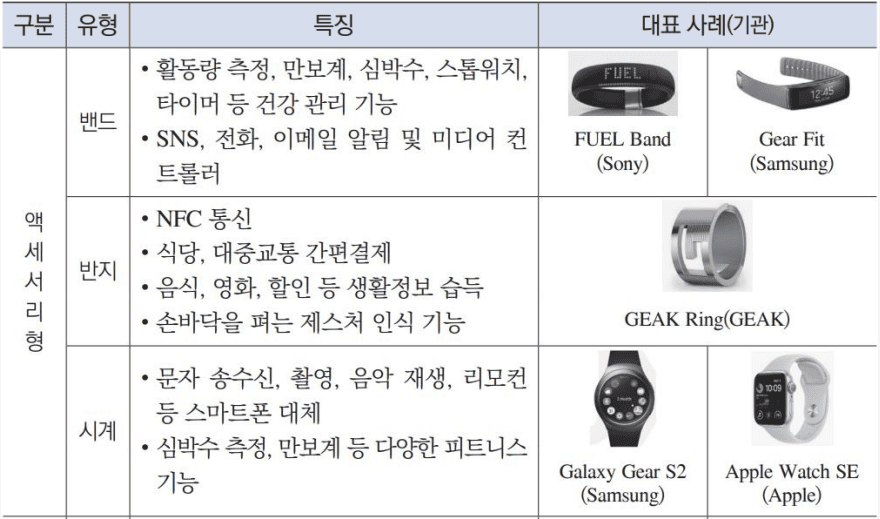 구분 유형 특징 대표 사례(기관)
액세서리형
밴드
• 활동량 측정, 만보계, 심박수, 스톱워치,
타이머 등 건강 관리 기능
• SNS, 전화, 이메일 알림 및 미디어 컨
트롤러
FUEL
FUEL Band
(Sony)
12:45
Gear Fit
(Samsung)
반지
• NFC 통신
• 식당, 대중교통 간편결제
• 음식, 영화, 할인 등 생활정보 습득
• 손바닥을 펴는 제스처 인식 기능
GEAK Ring(GEAK)
시계
• 문자 송수신, 촬영, 음악 재생, 리모컨
등 스마트폰 대체
• 심박수 측정, 만보계 등 다양한 피트니스
기능
Galaxy Gear S2
(Samsung)
10:09
Apple Watch SE
(Apple)